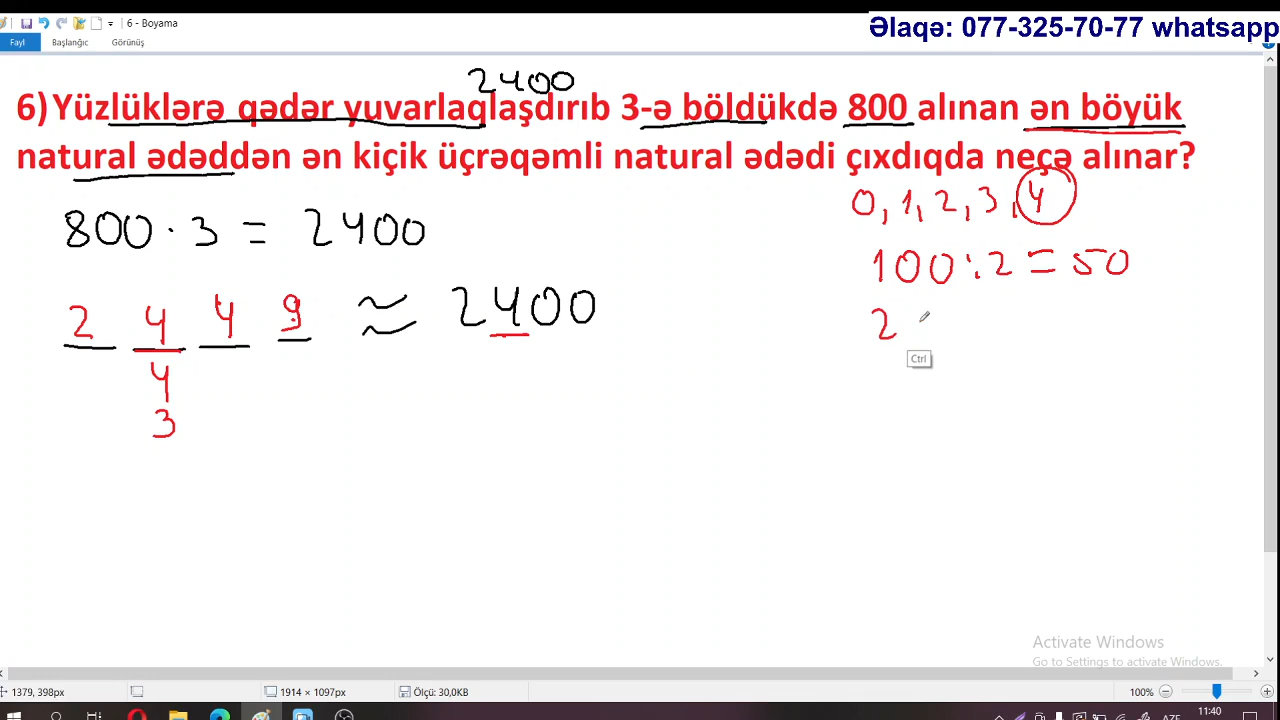 6 - Boyama
Əlaqə: 077-325-70-77 whatsapp
Fayl Başlanğıc Görünüş
2400
6) Yüzlüklərə qədər yuvarlaqlaşdırıb 3-ə böldükdə 800 alınan ən böyük
natural ədəddən ən kiçik üçrəqəmli natural ədədi çıxdıqda neçə alınar?
0, 1, 2, 3, 4
800 · 3 = 2400
100 : 2 = 50
2 4 4 9 ≈ 2400
2
Ctrl
4
3
Activate Windows
Go to Settings to activate Windows.
1379, 398px 1914 × 1097px Ölçü: 30,0KB 100%
AZE 11:40